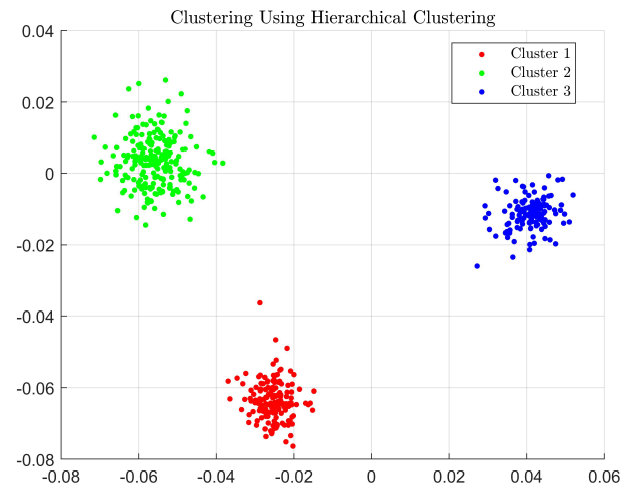 Clustering Using Hierarchical Clustering
0.04
0.02
0
-0.02
-0.04
-0.06
-0.08
Cluster 1
Cluster 2
Cluster 3
-0.08 -0.06 -0.04 -0.02 0 0.02 0.04 0.06